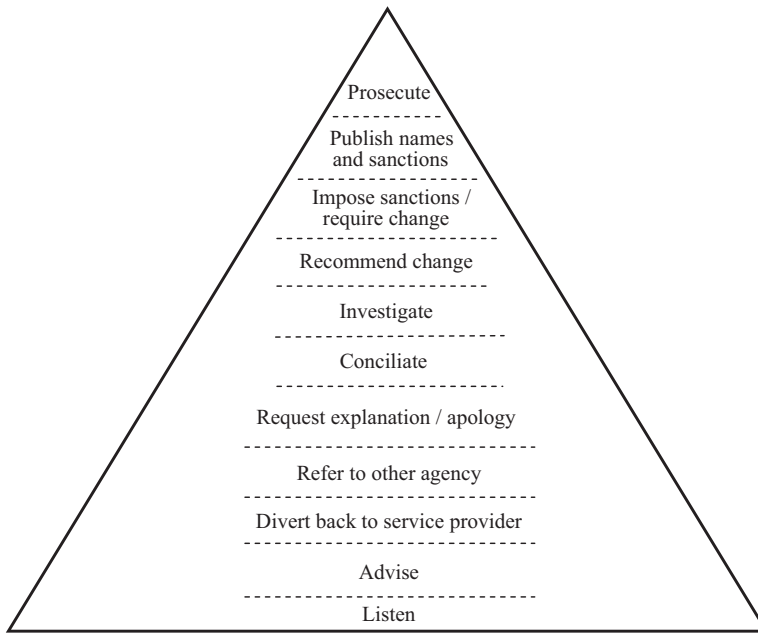 Prosecute
Publish names
and sanctions
Impose sanctions /
require change
Recommend change
Investigate
Conciliate
Request explanation / apology
Refer to other agency
Divert back to service provider
Advise
Listen